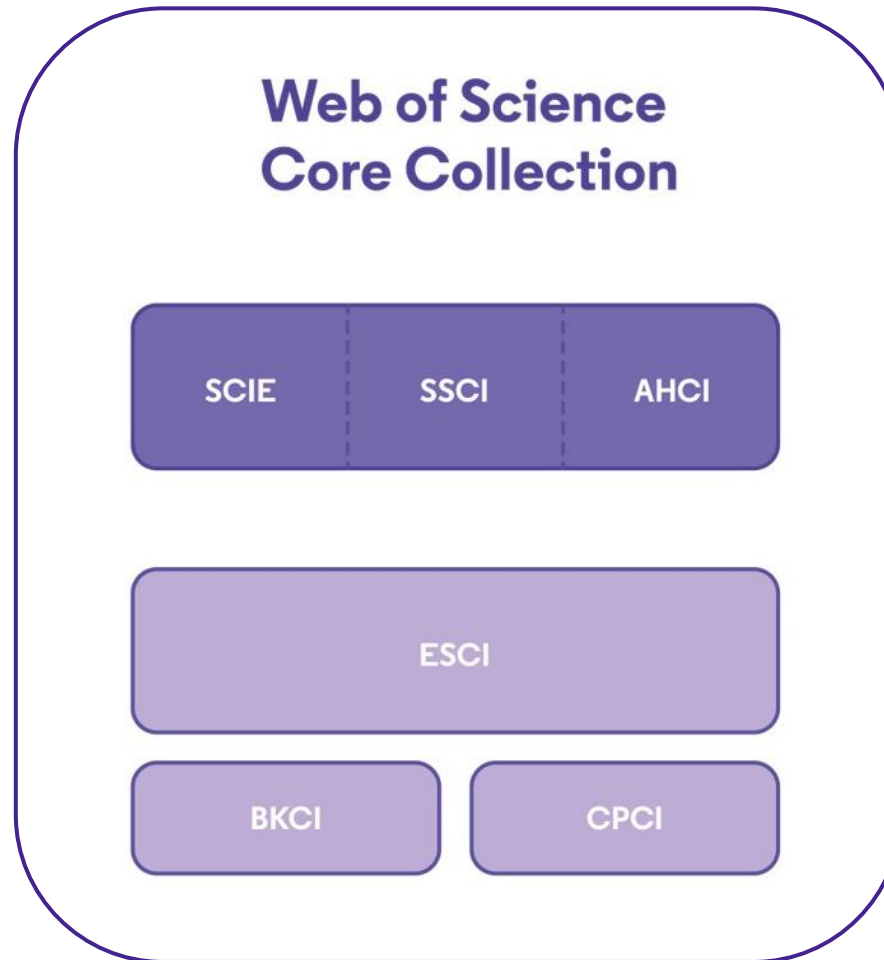 Web of Science
Core Collection
SCIE SSCI AHCI
ESCI
BKCI CPCI